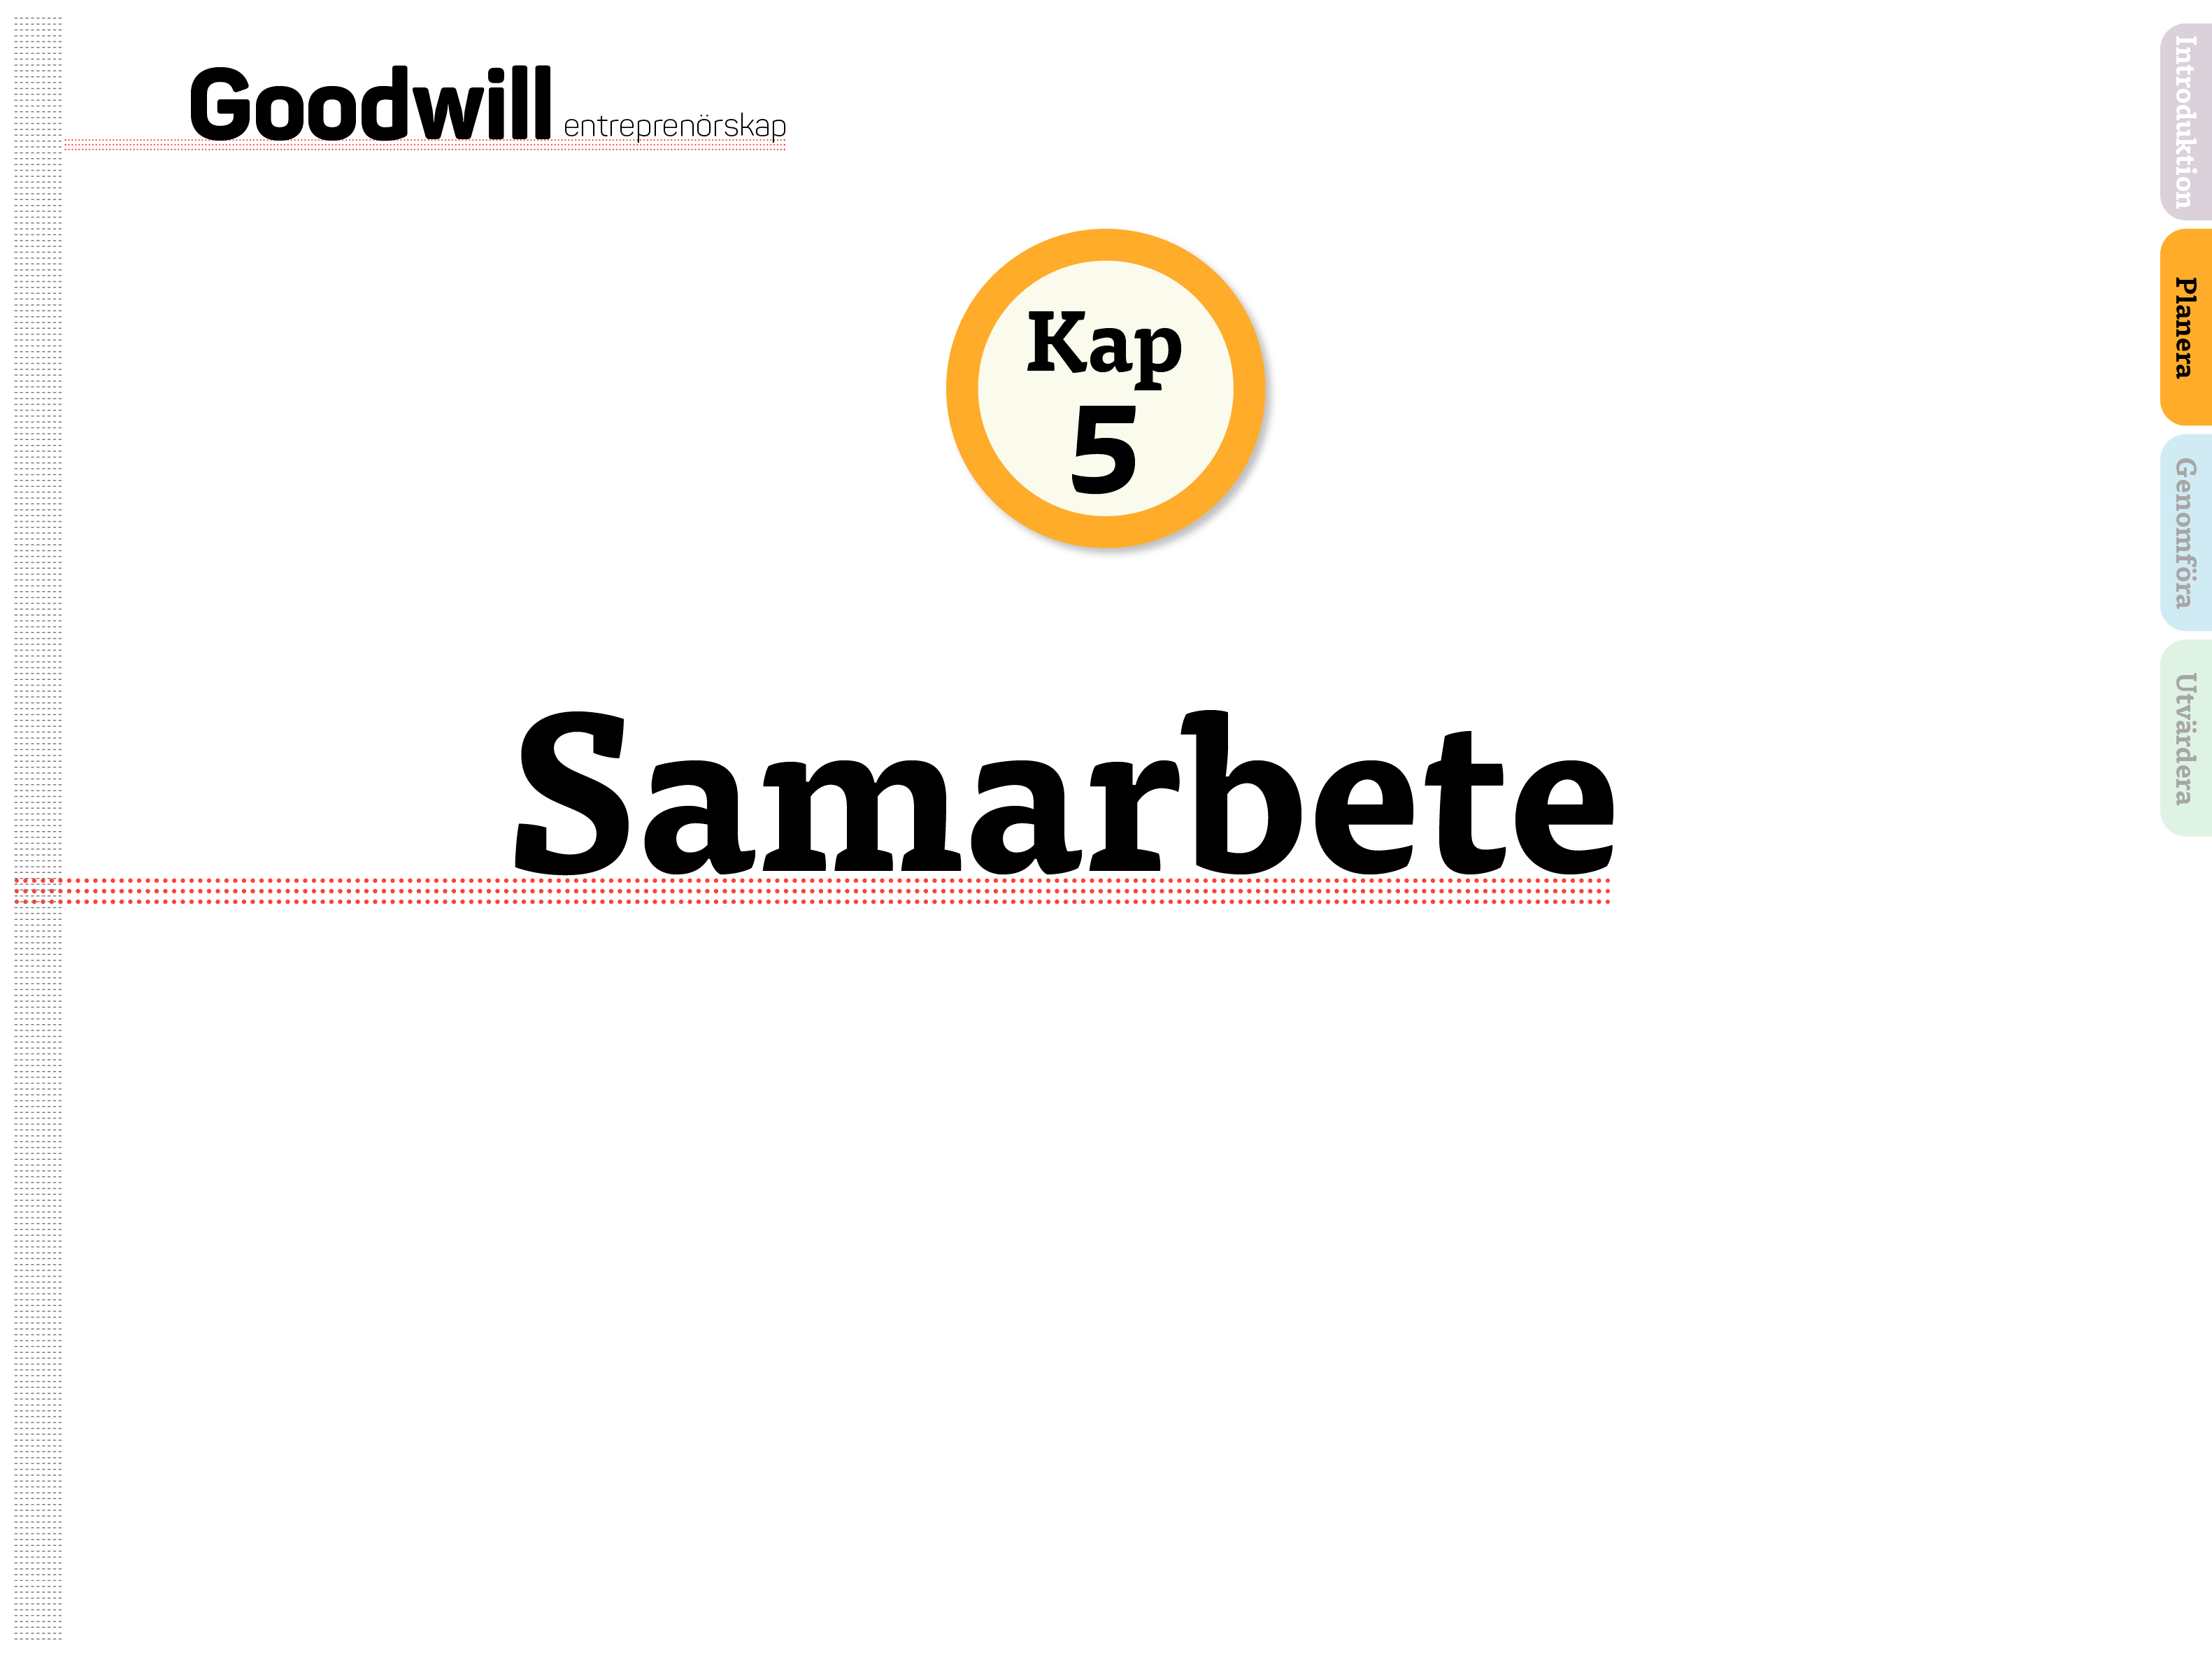 Goodwill entreprenörskap
Kap
5
Samarbete
Introduktion
Planera
Genomföra
Utvärdera